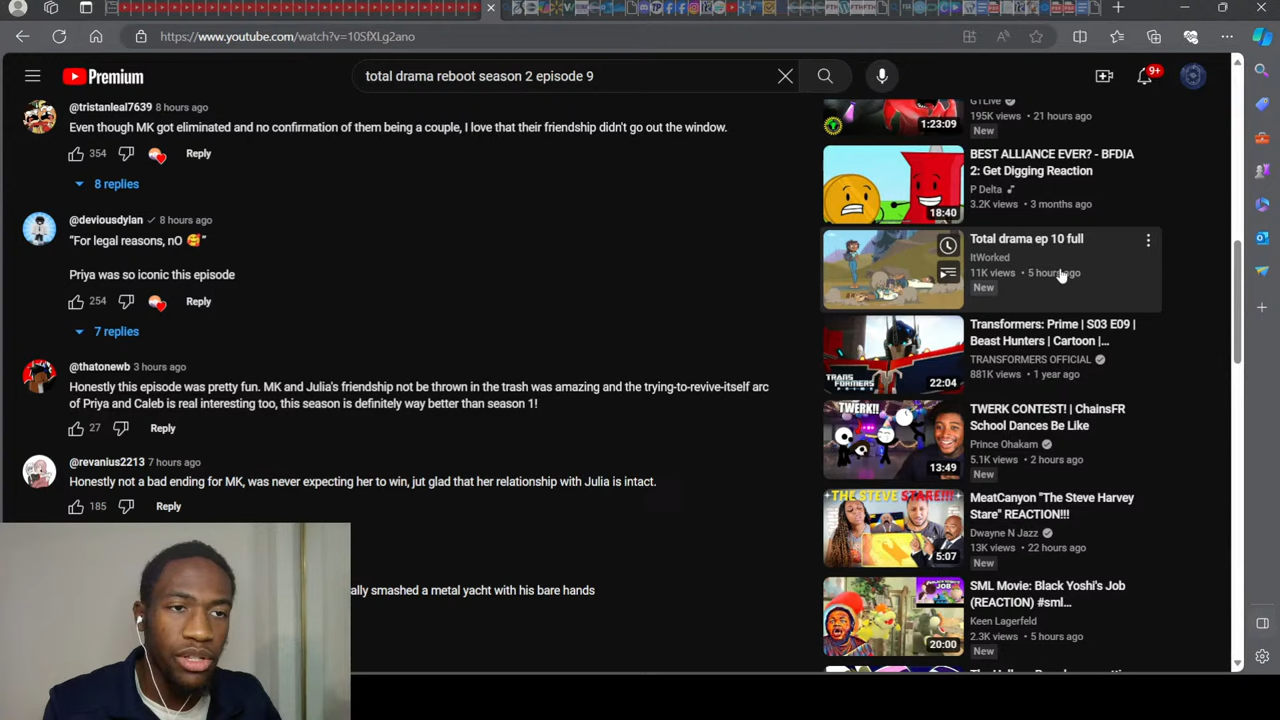 https://www.youtube.com/watch?v=10SfXLg2ano
Premium
total drama reboot season 2 episode 9
9+
@tristanleal7639 8 hours ago
Even though MK got eliminated and no confirmation of them being a couple, I love that their friendship didn't go out the window.
354 Reply
8 replies
@deviousdylan 8 hours ago
“For legal reasons, nO 🥰”
Priya was so iconic this episode
254 Reply
7 replies
@thatonewb 3 hours ago
Honestly this episode was pretty fun. MK and Julia's friendship not be thrown in the trash was amazing and the trying-to-revive-itself arc
of Priya and Caleb is real interesting too, this season is definitely way better than season 1!
27 Reply
@revanius2213 7 hours ago
Honestly not a bad ending for MK, was never expecting her to win, jut glad that her relationship with Julia is intact.
185 Reply
ally smashed a metal yacht with his bare hands
1:23:09
GTLive
195K views • 21 hours ago
New
18:40
BEST ALLIANCE EVER? - BFDIA
2: Get Digging Reaction
P Delta
3.2K views • 3 months ago
Total drama ep 10 full
ItWorked
11K views • 5 hours ago
New
TRANSFORMERS
PRIME
22:04
Transformers: Prime | S03 E09 |
Beast Hunters | Cartoon |...
TRANSFORMERS OFFICIAL
881K views • 1 year ago
TWERK!!
13:49
TWERK CONTEST! | ChainsFR
School Dances Be Like
Prince Ohakam
5.1K views • 2 hours ago
New
THE STEVE STARE!!!
5:07
MeatCanyon "The Steve Harvey
Stare" REACTION!!!
Dwayne N Jazz
13K views • 22 hours ago
New
BLACK YOSHI'S
JOB
20:00
SML Movie: Black Yoshi's Job
(REACTION) #sml...
Keen Lagerfeld
2.3K views • 5 hours ago
New